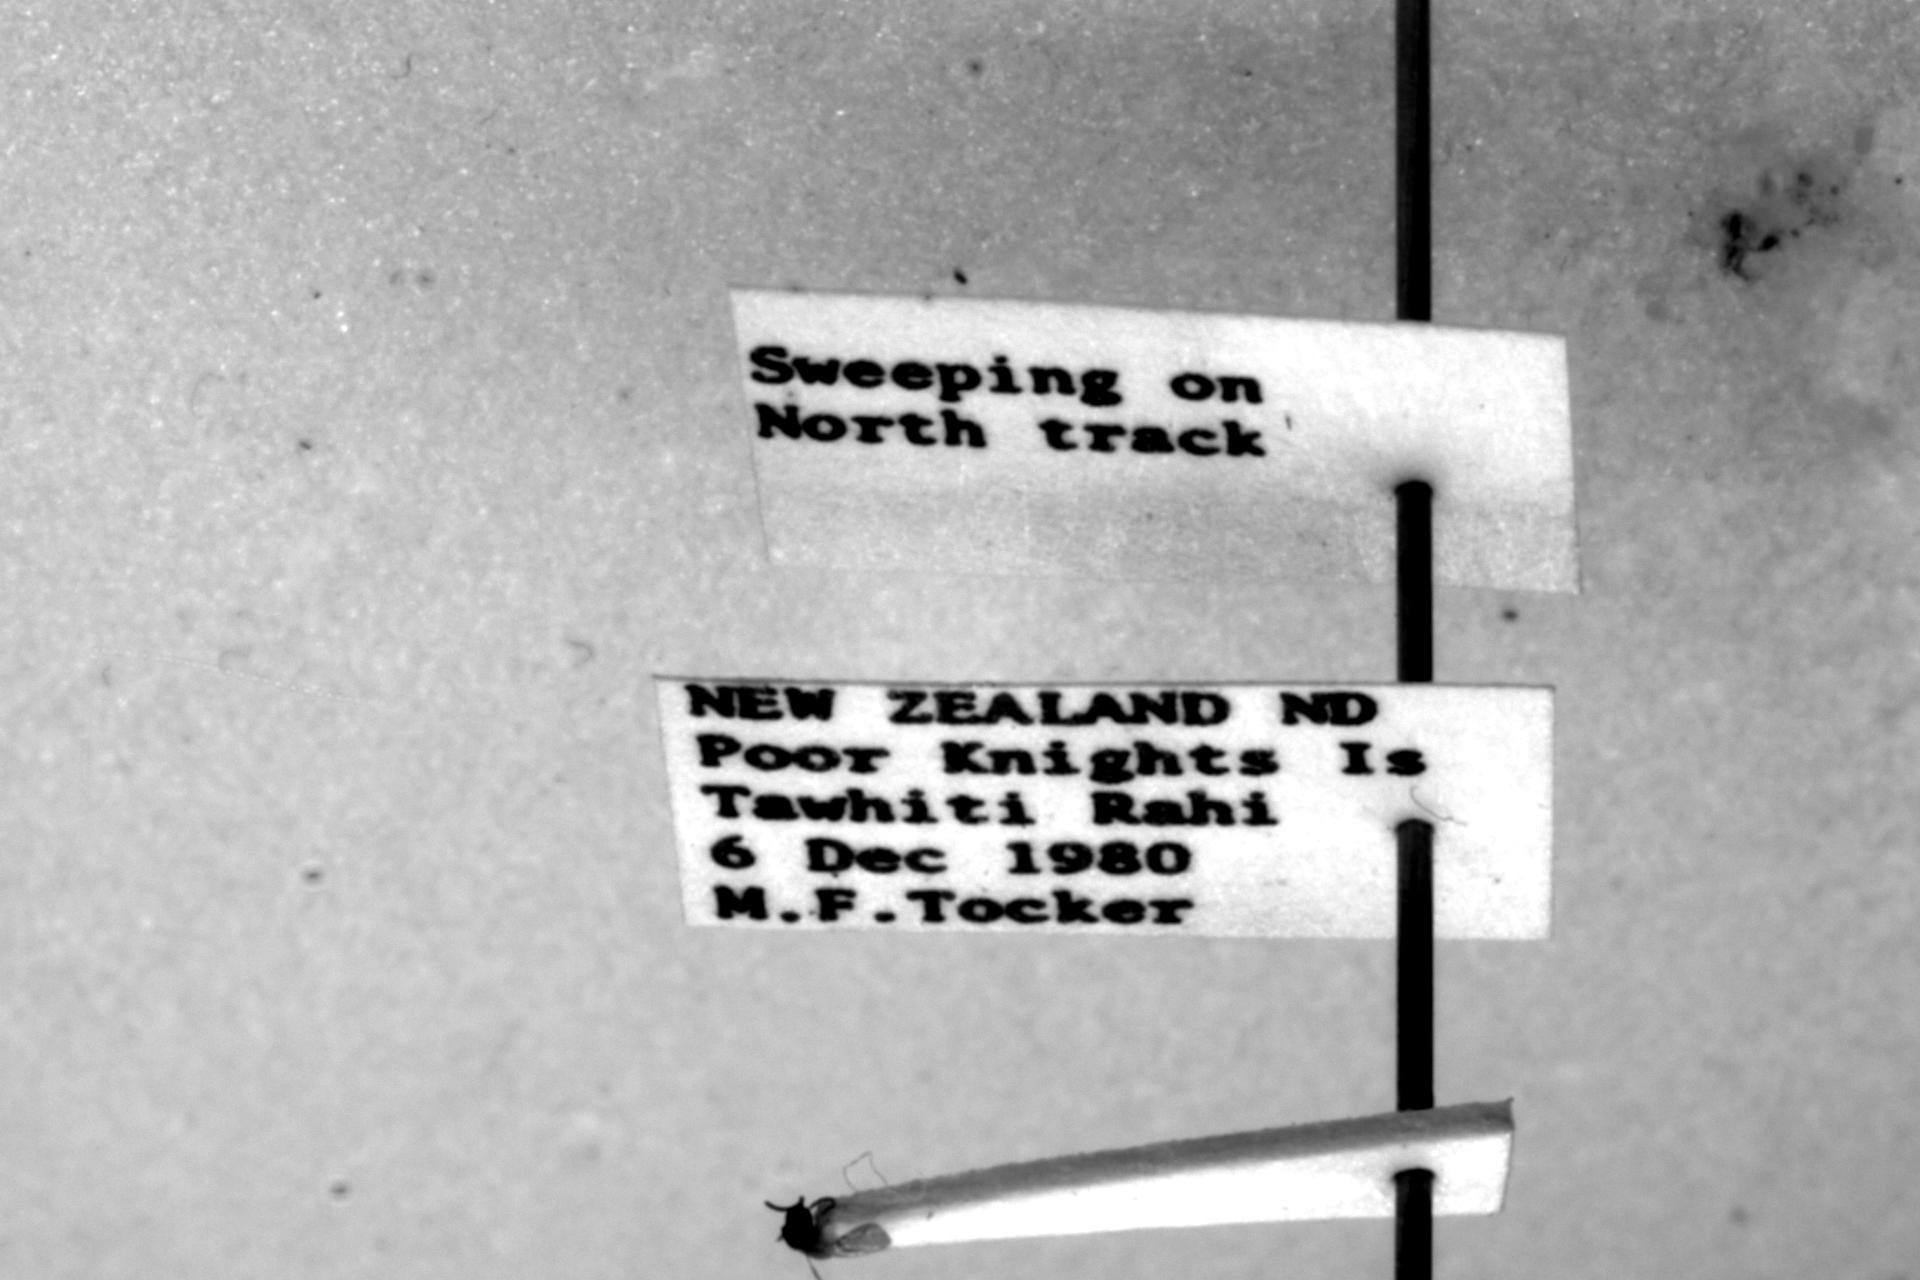 Sweeping on
North track
NEW ZEALAND ND
Poor Knights Is
Tawhiti Rahi
6 Dec 1980
M.F.Tocker